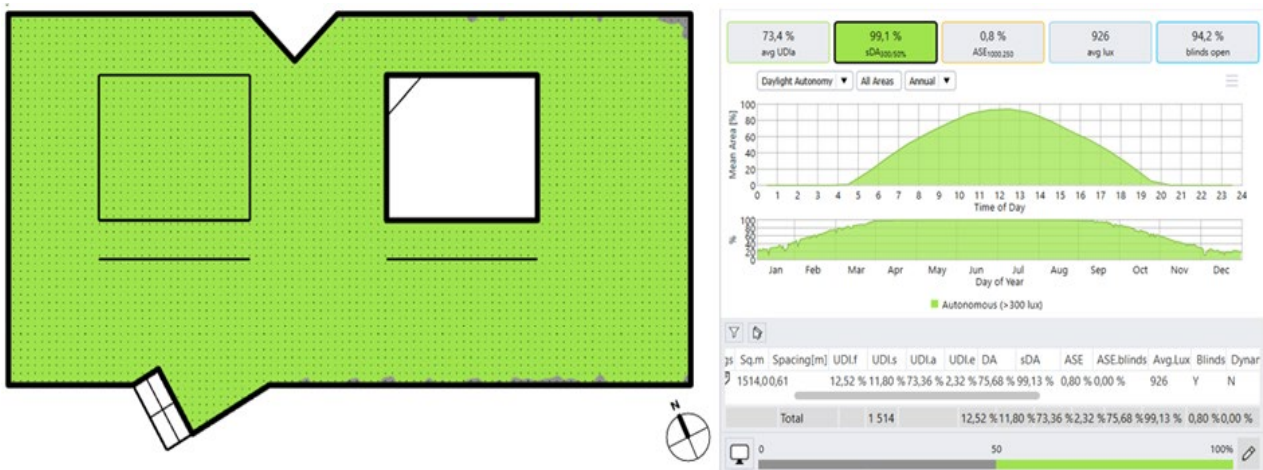 N
73,4 % 99,1 % 0,8 % 926 94,2 %
avg UDIa sDA300/50% ASE1000,250 avg lux blinds open
Daylight Autonomy ▼ All Areas Annual ▼
Mean Area [%]
100
80
60
40
20
0
0 1 2 3 4 5 6 7 8 9 10 11 12 13 14 15 16 17 18 19 20 21 22 23 24
Time of Day
%
100
80
60
40
20
0
Jan Feb Mar Apr May Jun Jul Aug Sep Oct Nov Dec
Day of Year
Autonomous (>300 lux)
gs Sq.m Spacing[m] UDI.f UDI.s UDI.a UDI.e DA sDA ASE ASE.blinds Avg.Lux Blinds Dynar
1514,00,61 12,52 % 11,80 % 73,36 % 2,32 % 75,68 % 99,13 % 0,80 % 0,00 % 926 Y N
Total 1 514 12,52 % 11,80 % 73,36 % 2,32 % 75,68 % 99,13 % 0,80 % 0,00 %
0 50 100%